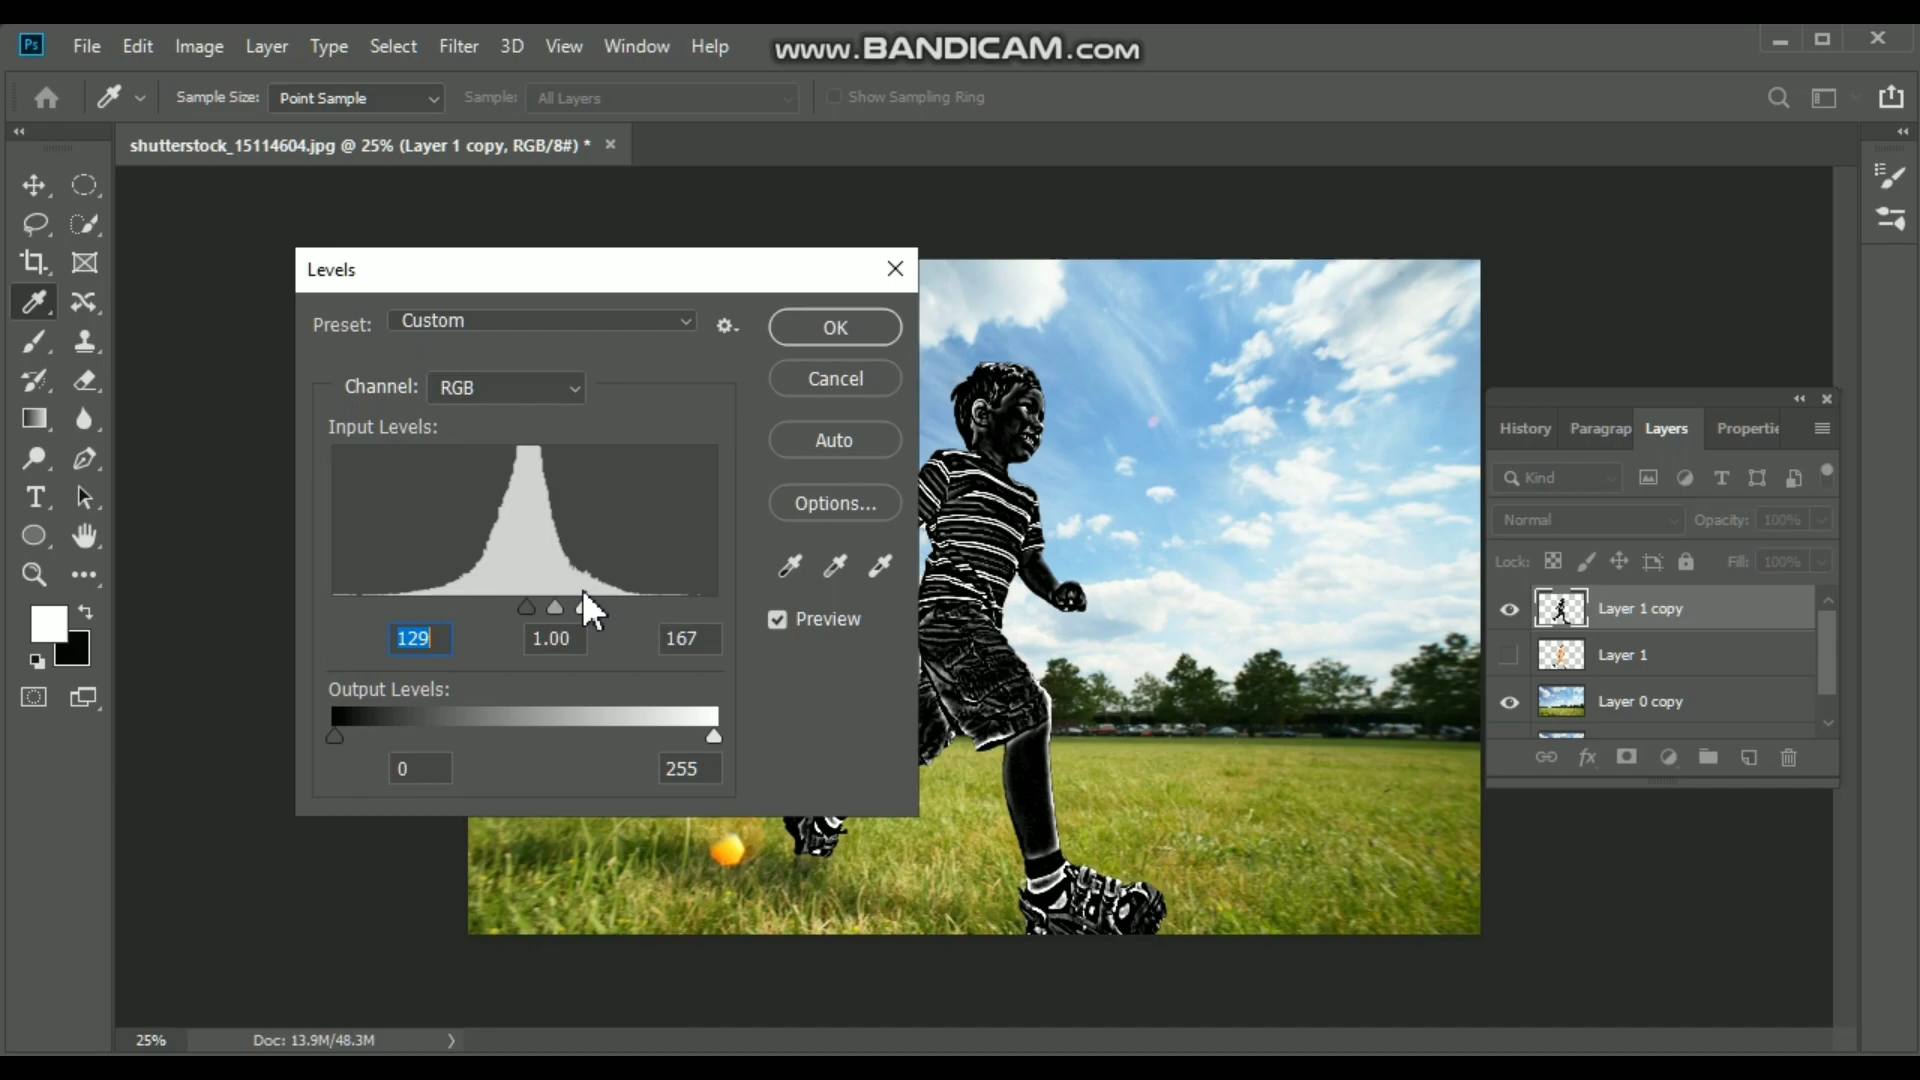 Ps File Edit Image Layer Type Select Filter 3D View Window Help www.BANDICAM.com
Sample Size: Point Sample Sample: All Layers Show Sampling Ring
shutterstock_15114604.jpg @ 25% (Layer 1 copy, RGB/8#) *
Levels
Preset: Custom
OK
Channel: RGB
Cancel
Input Levels:
Auto
Options...
129 1.00 167
Preview
Output Levels:
0 255
History Paragrap Layers Propertie
Kind
Normal Opacity: 100%
Lock: Fill: 100%
Layer 1 copy
Layer 1
Layer 0 copy
25% Doc: 13.9M/48.3M